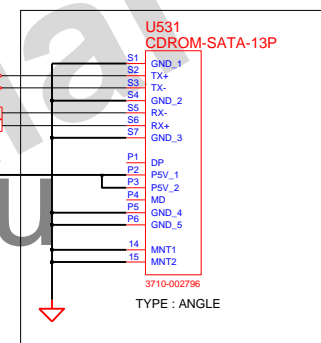 U531
CDROM-SATA-13P
S1 GND_1
S2 TX+
S3 TX-
S4 GND_2
S5 RX-
S6 RX+
S7 GND_3
P1 DP
P2 P5V_1
P3 P5V_2
P4 MD
P5 GND_4
P6 GND_5
14 MNT1
15 MNT2
3710-002796
TYPE : ANGLE